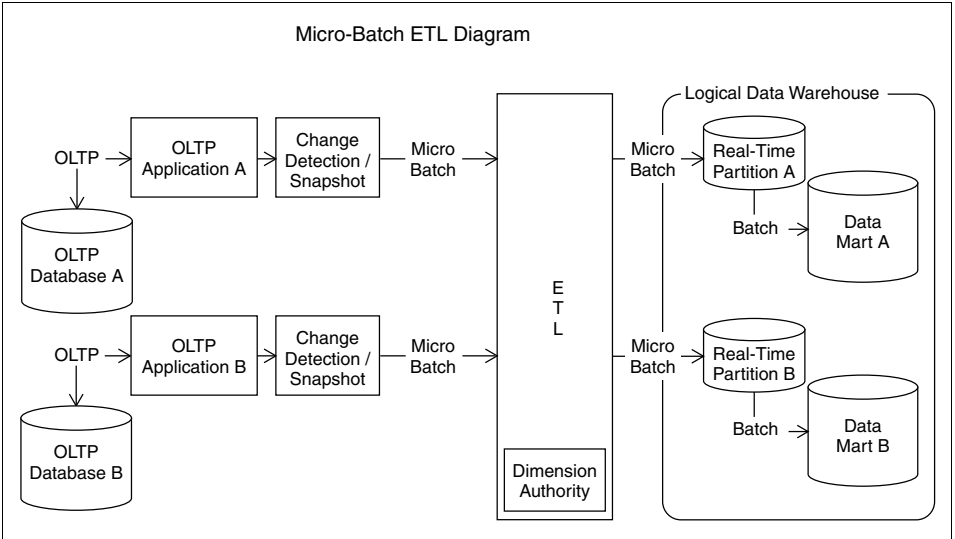 Micro-Batch ETL Diagram
Logical Data Warehouse
OLTP
OLTP
Application A
Change
Detection /
Snapshot
Micro
Batch
Micro
Batch
Real-Time
Partition A
Batch
Data
Mart A
OLTP
Database A
E
T
L
OLTP
OLTP
Application B
Change
Detection /
Snapshot
Micro
Batch
Micro
Batch
Real-Time
Partition B
Batch
Data
Mart B
OLTP
Database B
Dimension
Authority